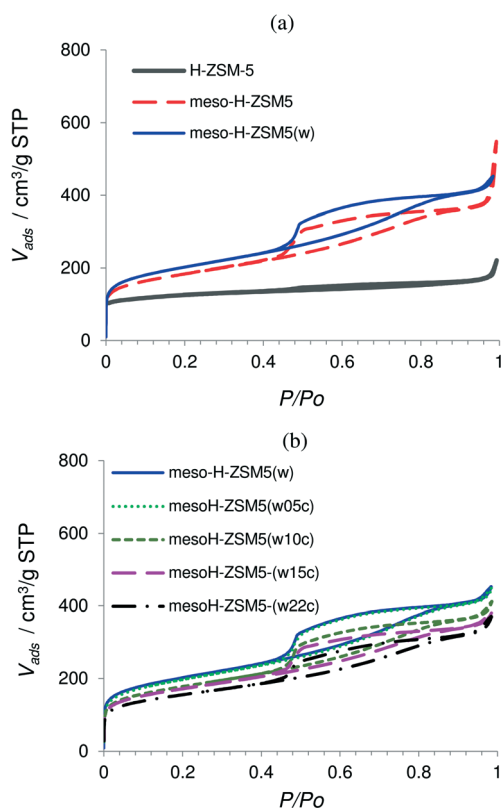 (a)
800
600
400
200
0
V_ads / cm³/g STP
H-ZSM-5
meso-H-ZSM5
meso-H-ZSM5(w)
0 0.2 0.4 0.6 0.8 1
P/Po
(b)
800
600
400
200
0
V_ads / cm³/g STP
meso-H-ZSM5(w)
mesoH-ZSM5(w05c)
mesoH-ZSM5(w10c)
mesoH-ZSM5-(w15c)
mesoH-ZSM5-(w22c)
0 0.2 0.4 0.6 0.8 1
P/Po